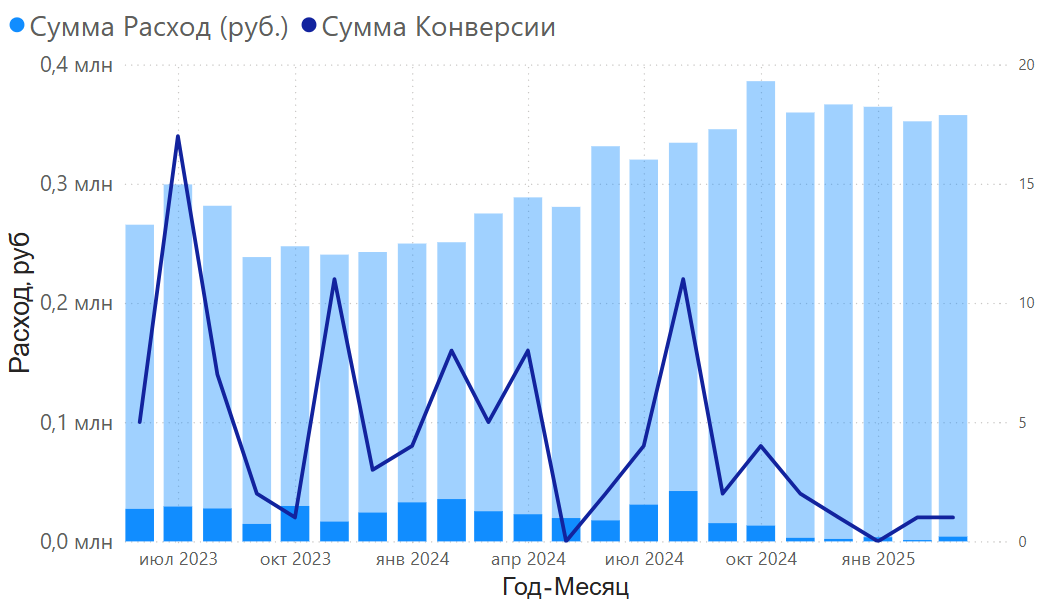 Сумма Расход (руб.) Сумма Конверсии
0,4 млн
0,3 млн
0,2 млн
0,1 млн
0,0 млн
Расход, руб
20
15
10
5
0
июл 2023 окт 2023 янв 2024 апр 2024 июл 2024 окт 2024 янв 2025
Год-Месяц